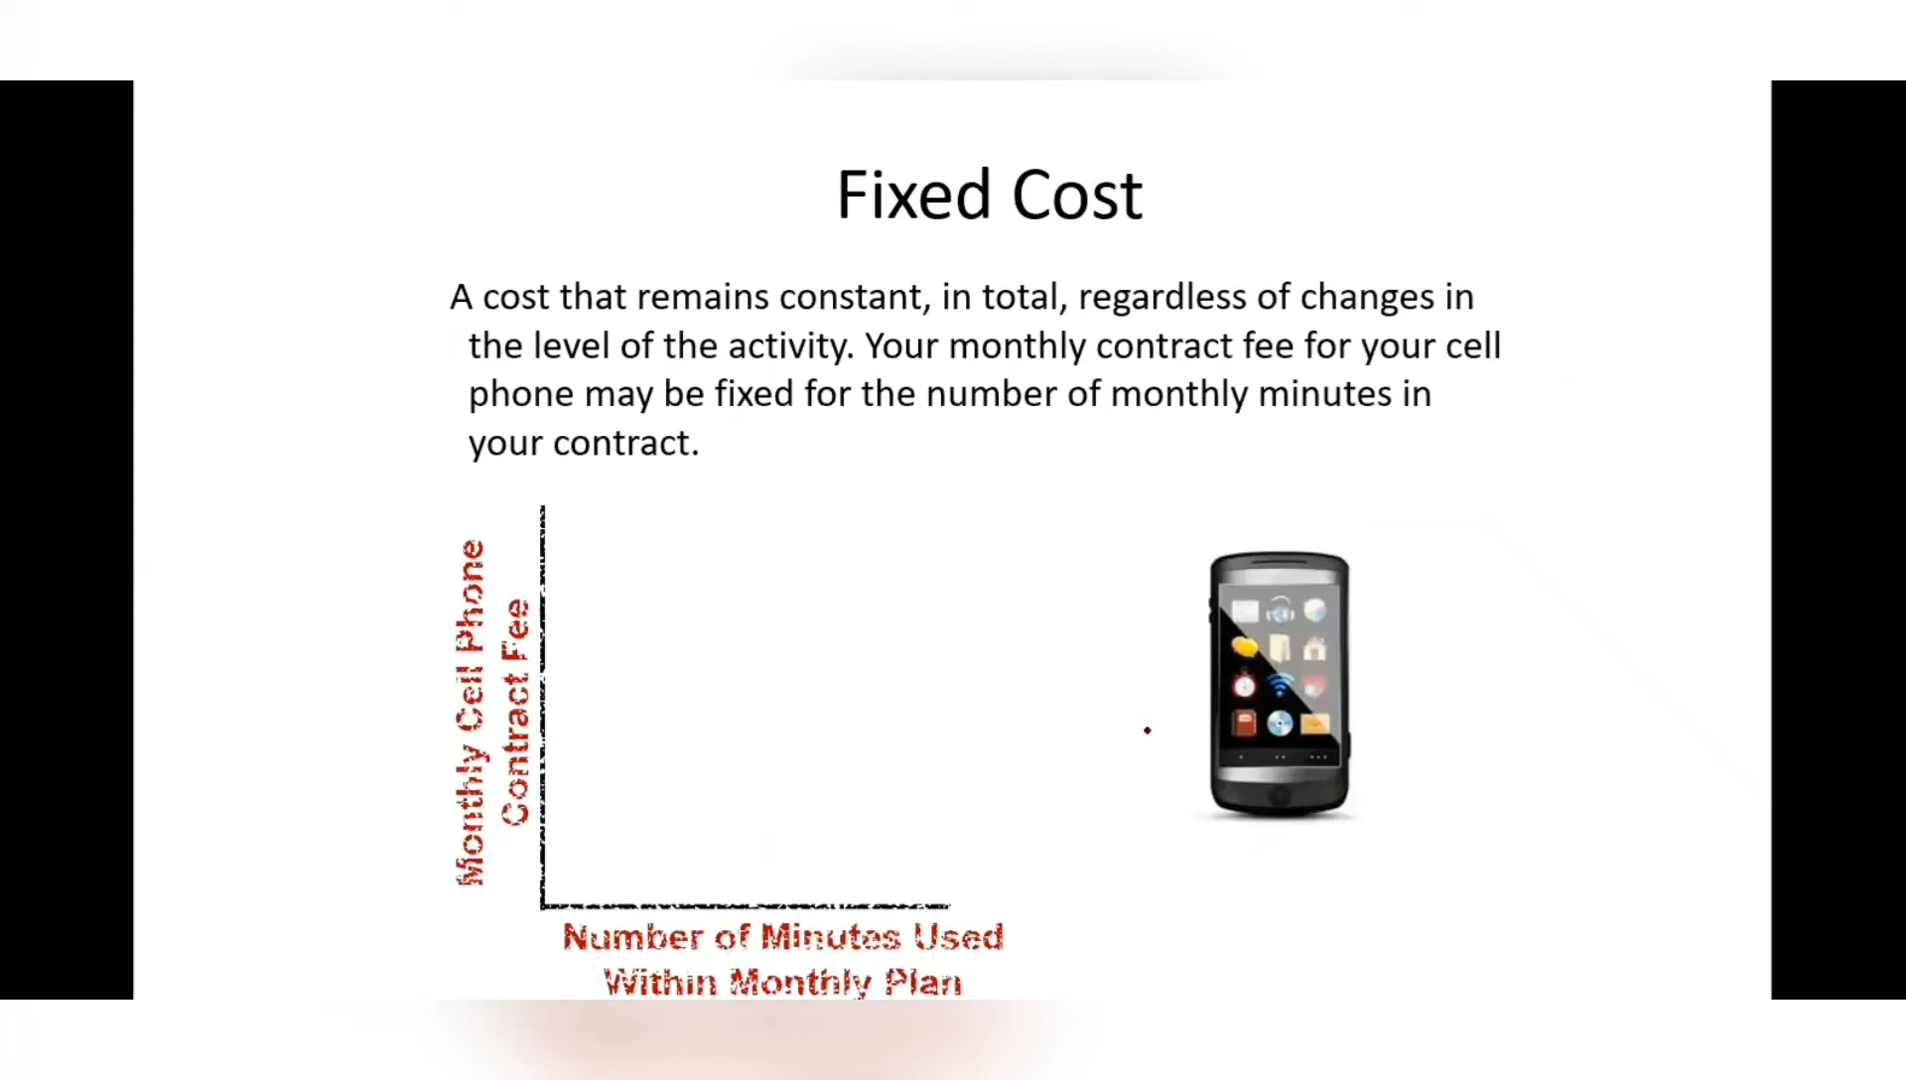 Fixed Cost
A cost that remains constant, in total, regardless of changes in
the level of the activity. Your monthly contract fee for your cell
phone may be fixed for the number of monthly minutes in
your contract.
Monthly Cell Phone
Contract Fee
Number of Minutes Used
Within Monthly Plan